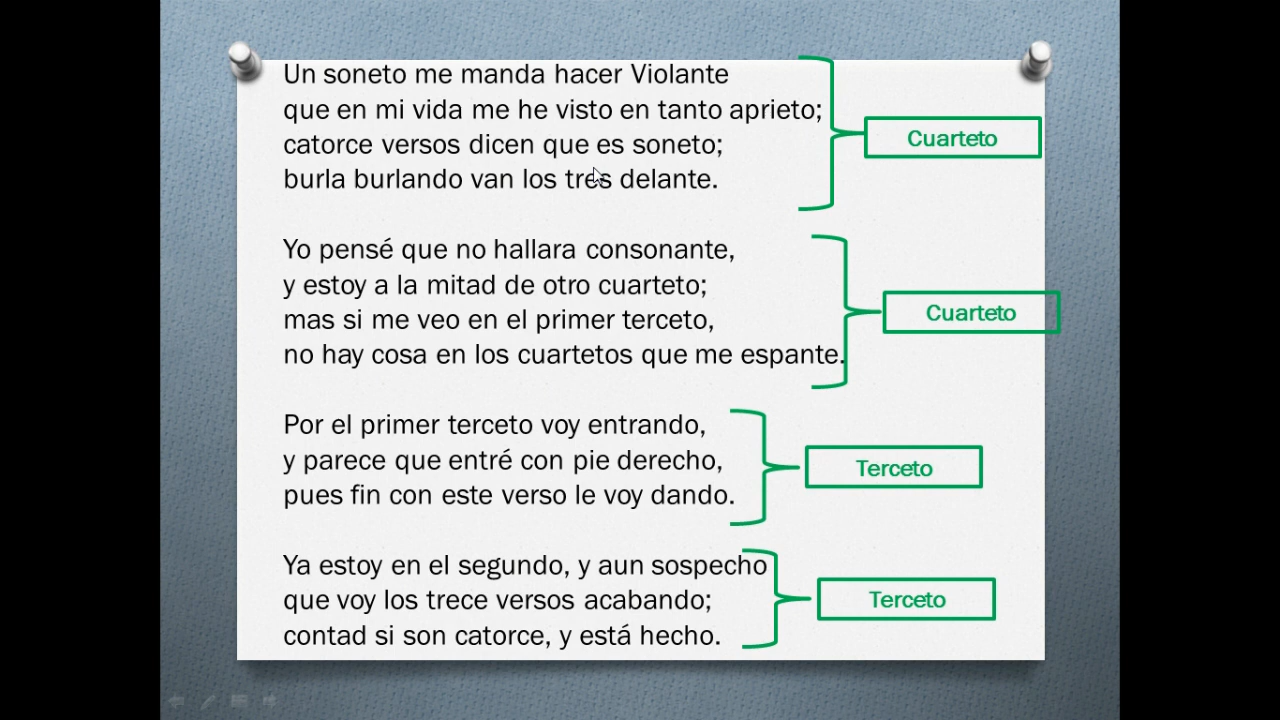 Un soneto me manda hacer Violante
que en mi vida me he visto en tanto aprieto;
catorce versos dicen que es soneto;
burla burlando van los tres delante.
Cuarteto
Yo pensé que no hallara consonante,
y estoy a la mitad de otro cuarteto;
mas si me veo en el primer terceto,
no hay cosa en los cuartetos que me espante.
Cuarteto
Por el primer terceto voy entrando,
y parece que entré con pie derecho,
pues fin con este verso le voy dando.
Terceto
Ya estoy en el segundo, y aun sospecho
que voy los trece versos acabando;
contad si son catorce, y está hecho.
Terceto